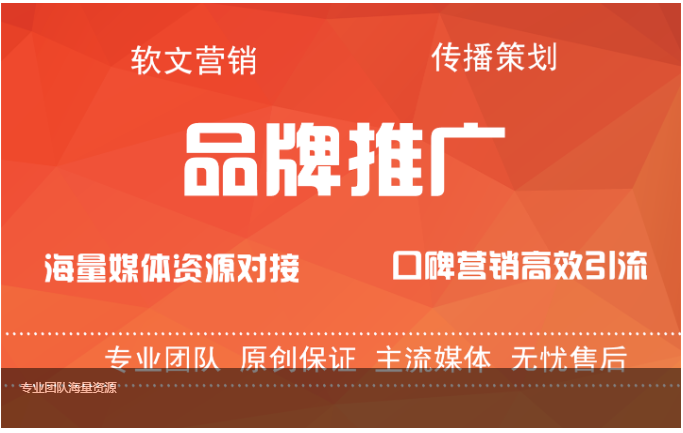 软文营销 传播策划
品牌推广
海量媒体资源对接 口碑营销高效引流
专业团队 原创保证 主流媒体 无忧售后
专业团队海量资源